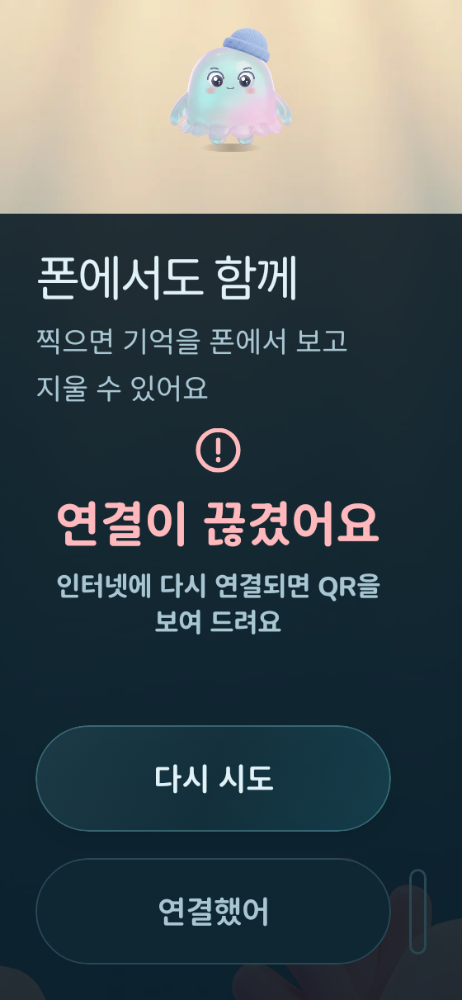 폰에서도 함께
찍으면 기억을 폰에서 보고
지울 수 있어요
연결이 끊겼어요
인터넷에 다시 연결되면 QR을
보여 드려요
다시 시도
연결했어